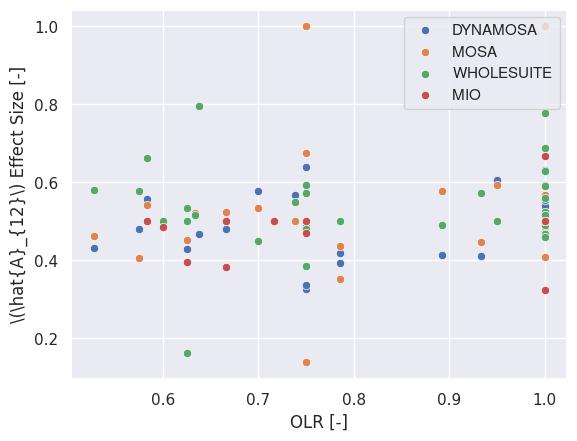 DYNAMOSA
MOSA
WHOLESUITE
MIO
\(\hat{A}_{12}\) Effect Size [-]
1.0
0.8
0.6
0.4
0.2
0.6 0.7 0.8 0.9 1.0
OLR [-]